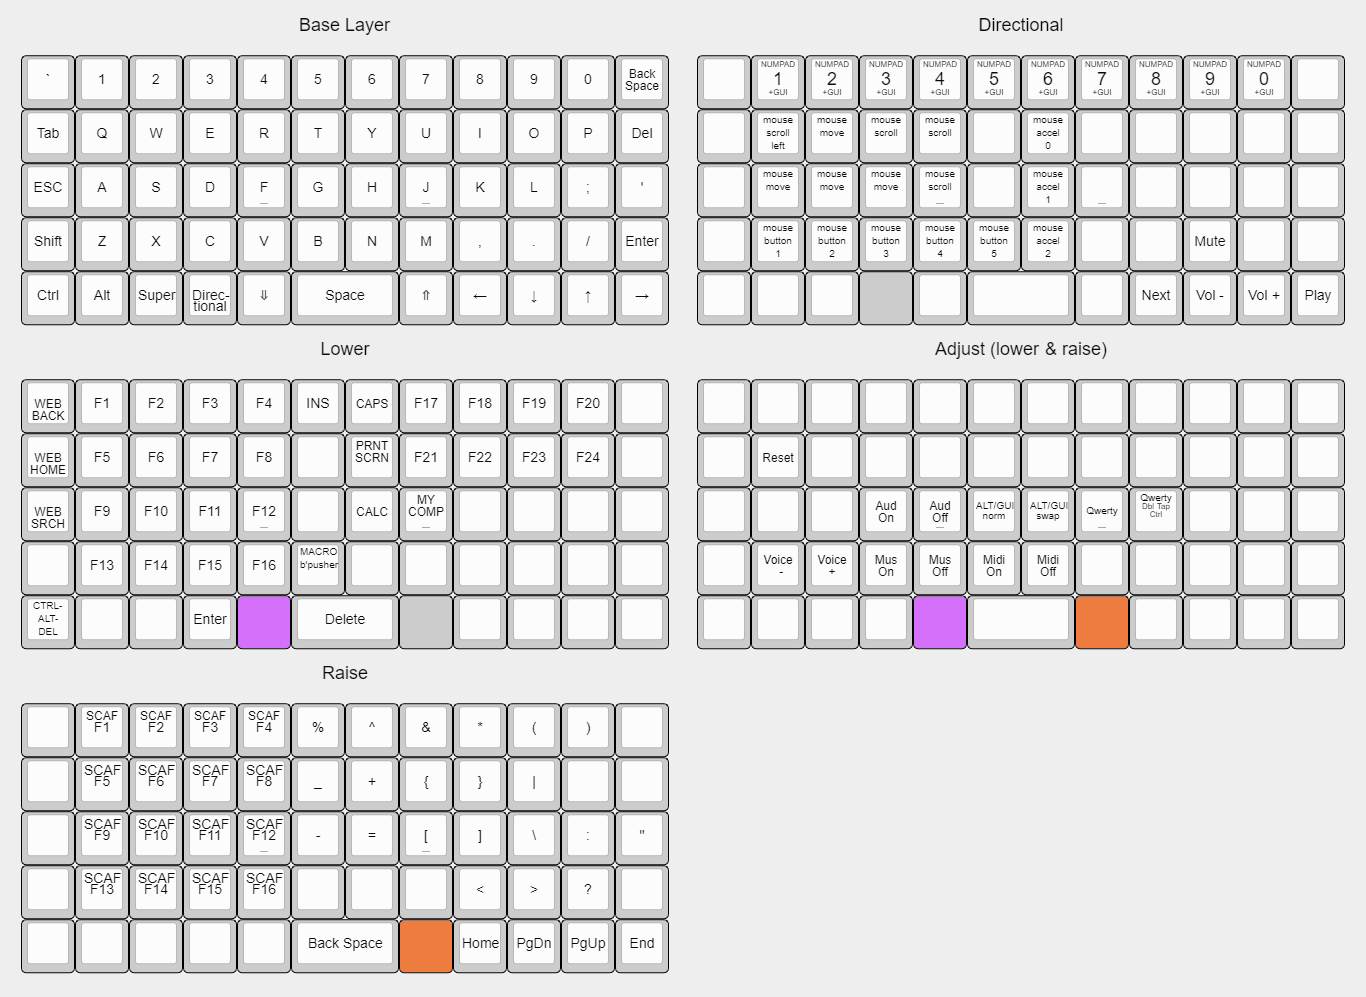 Base Layer
` 1 2 3 4 5 6 7 8 9 0 Back Space
Tab Q W E R T Y U I O P Del
ESC A S D F _ G H J _ K L ; '
Shift Z X C V B N M , . / Enter
Ctrl Alt Super Direc- tional ⇓ Space ⇑ ← ↓ ↑ →
Directional
NUMPAD NUMPAD NUMPAD NUMPAD NUMPAD NUMPAD NUMPAD NUMPAD NUMPAD NUMPAD
1 2 3 4 5 6 7 8 9 0
+GUI +GUI +GUI +GUI +GUI +GUI +GUI +GUI +GUI +GUI
mouse scroll left mouse move mouse scroll mouse scroll mouse accel 0
mouse move mouse move mouse move mouse scroll _ mouse accel 1 _
mouse button 1 mouse button 2 mouse button 3 mouse button 4 mouse button 5 mouse accel 2 Mute
Next Vol - Vol + Play
Lower
WEB BACK F1 F2 F3 F4 INS CAPS F17 F18 F19 F20
WEB HOME F5 F6 F7 F8 PRNT SCRN F21 F22 F23 F24
WEB SRCH F9 F10 F11 F12 _ CALC MY COMP _
F13 F14 F15 F16 MACRO b'pusher
CTRL- ALT- DEL Enter Delete
Adjust (lower & raise)
Reset
Aud On Aud Off _ ALT/GUI norm ALT/GUI swap Qwerty _ Qwerty Dbl Tap Ctrl
Voice - Voice + Mus On Mus Off Midi On Midi Off
Raise
SCAF F1 SCAF F2 SCAF F3 SCAF F4 % ^ & * ( )
SCAF F5 SCAF F6 SCAF F7 SCAF F8 _ + { } |
SCAF F9 SCAF F10 SCAF F11 SCAF F12 _ - = [ _ ] \ : "
SCAF F13 SCAF F14 SCAF F15 SCAF F16 < > ?
Back Space Home PgDn PgUp End